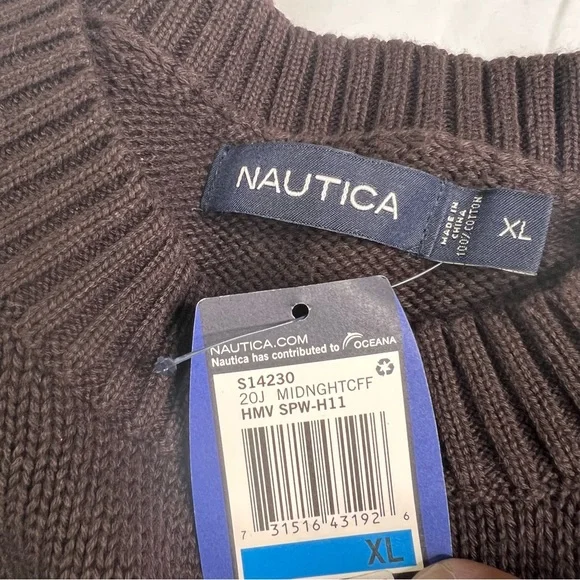 NAUTICA
MADE IN
CHINA
100% COTTON
XL
NAUTICA.COM
Nautica has contributed to OCEANA
S14230
20J MIDNGHTCFF
HMV SPW-H11
7 31516 43192 6
XL